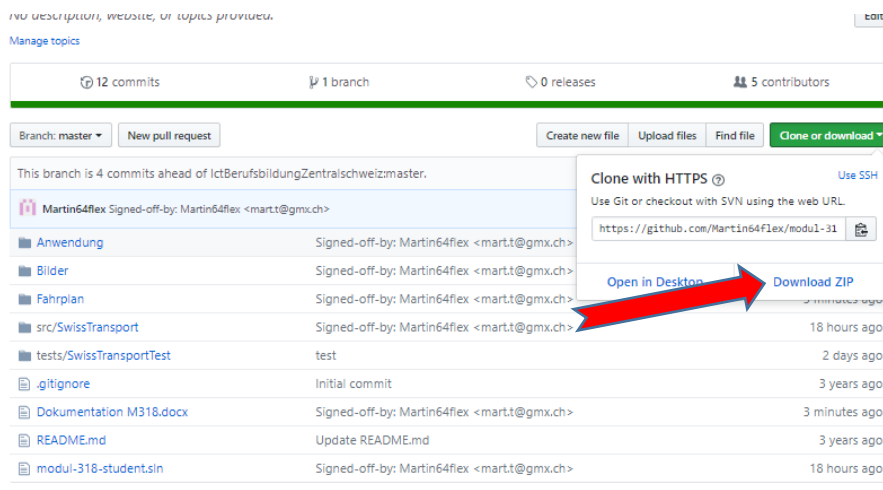 No description, website, or topics provided.
Edit
Manage topics
12 commits
1 branch
0 releases
5 contributors
Branch: master
New pull request
Create new file
Upload files
Find file
Clone or download
This branch is 4 commits ahead of IctBerufsbildungZentralschweiz:master.
Clone with HTTPS
Use SSH
Use Git or checkout with SVN using the web URL.
https://github.com/Martin64flex/modul-31
Open in Desktop
Download ZIP
Martin64flex Signed-off-by: Martin64flex <mart.t@gmx.ch>
Anwendung Signed-off-by: Martin64flex <mart.t@gmx.ch>
Bilder Signed-off-by: Martin64flex <mart.t@gmx.ch>
Fahrplan Signed-off-by: Martin64flex <mart.t@gmx.ch> 3 minutes ago
src/SwissTransport Signed-off-by: Martin64flex <mart.t@gmx.ch> 18 hours ago
tests/SwissTransportTest test 2 days ago
.gitignore Initial commit 3 years ago
Dokumentation M318.docx Signed-off-by: Martin64flex <mart.t@gmx.ch> 3 minutes ago
README.md Update README.md 3 years ago
modul-318-student.sln Signed-off-by: Martin64flex <mart.t@gmx.ch> 18 hours ago